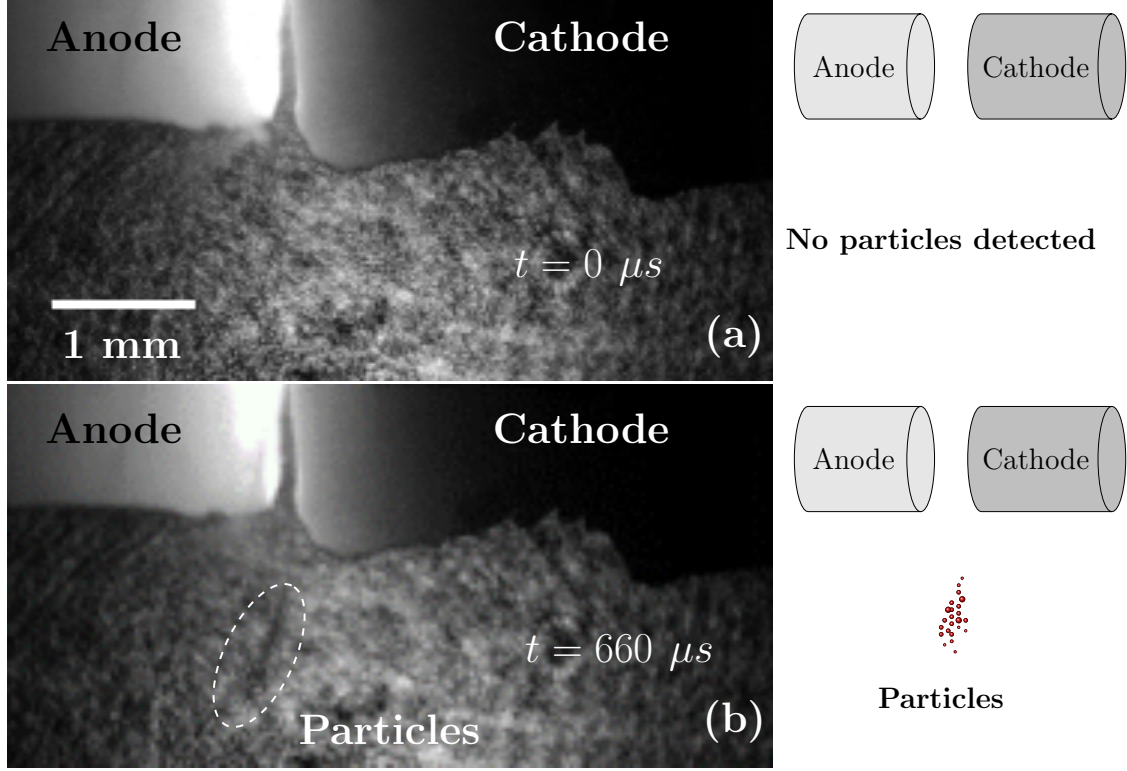 Anode
Cathode
t = 0 μs
1 mm
(a)
Anode
Cathode
No particles detected
Anode
Cathode
t = 660 μs
Particles
(b)
Anode
Cathode
Particles